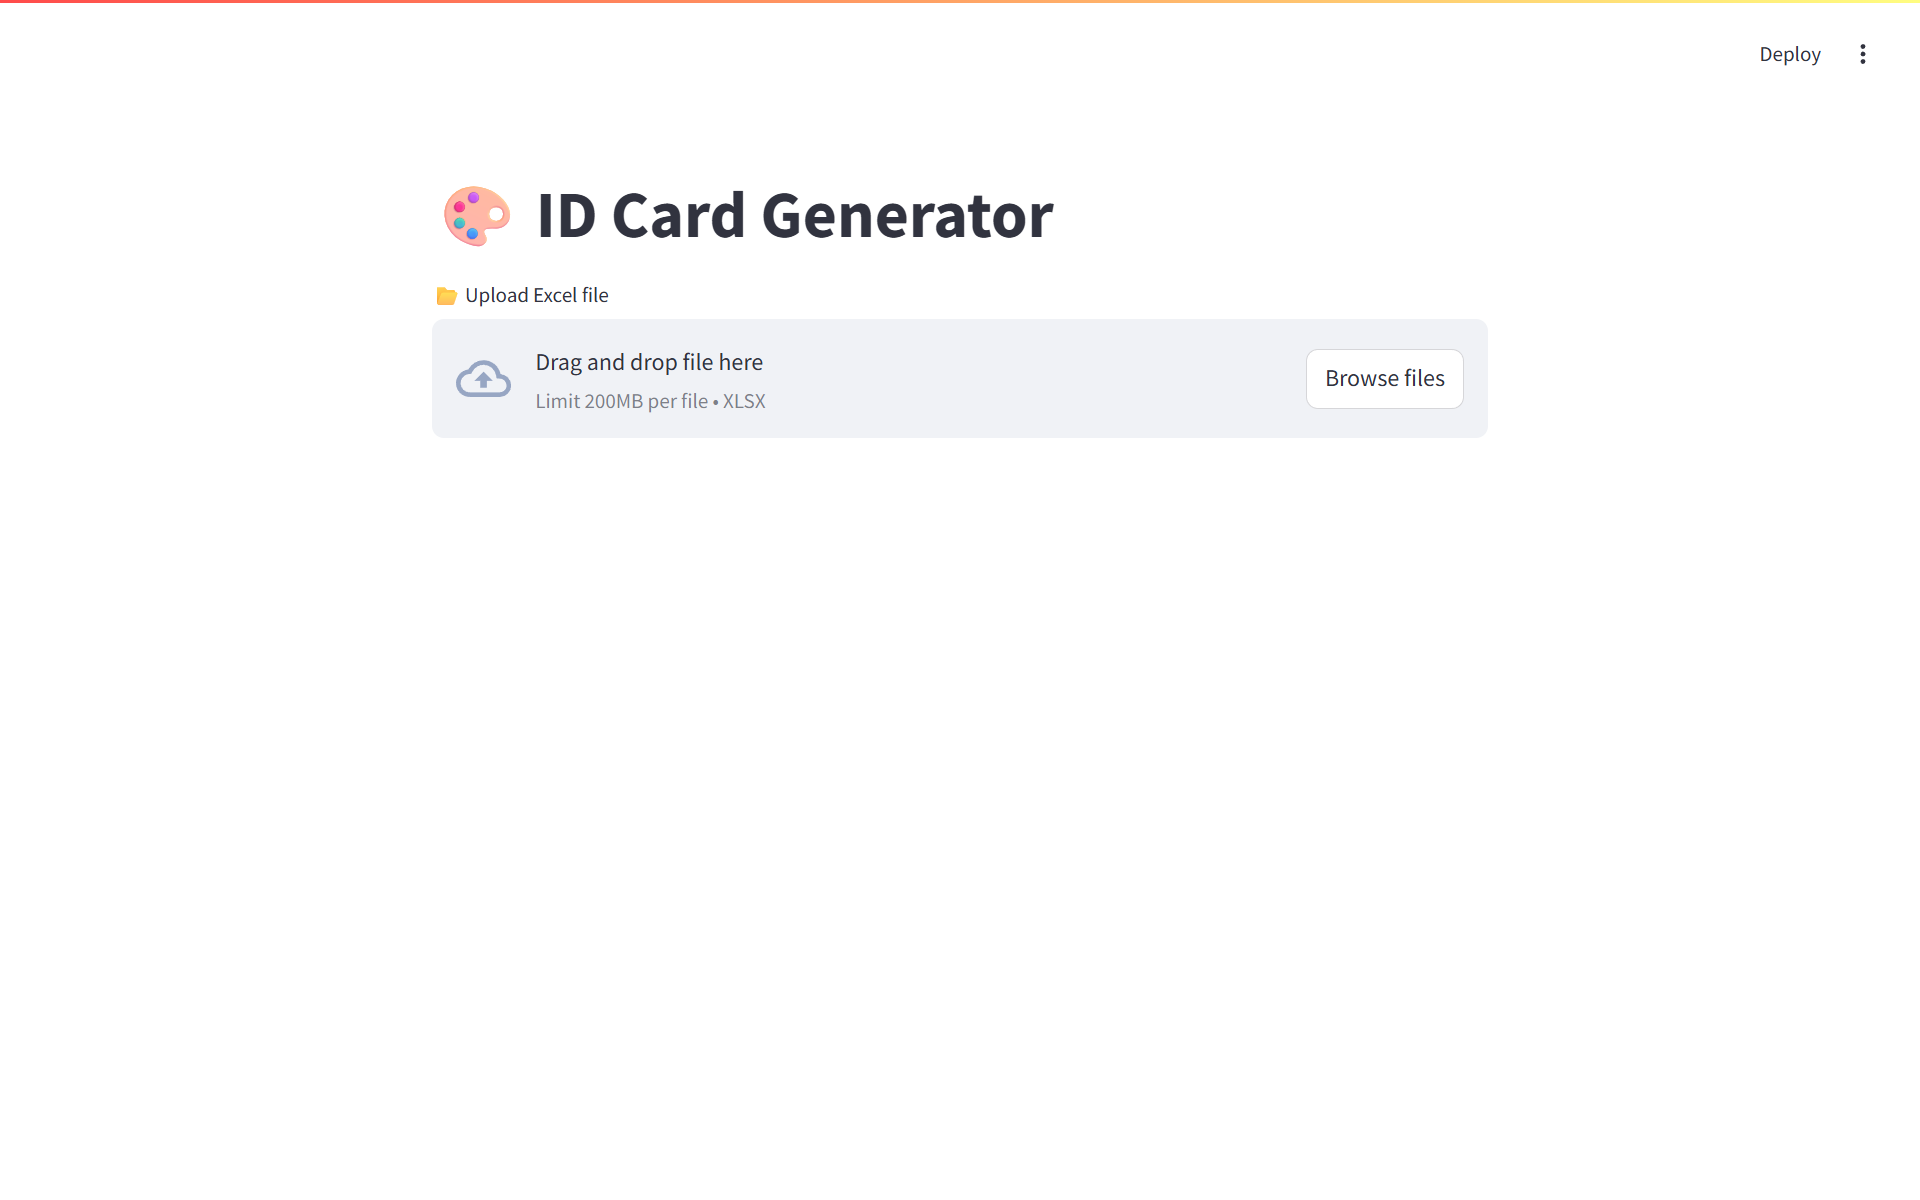 Deploy
ID Card Generator
Upload Excel file
Drag and drop file here
Limit 200MB per file • XLSX
Browse files